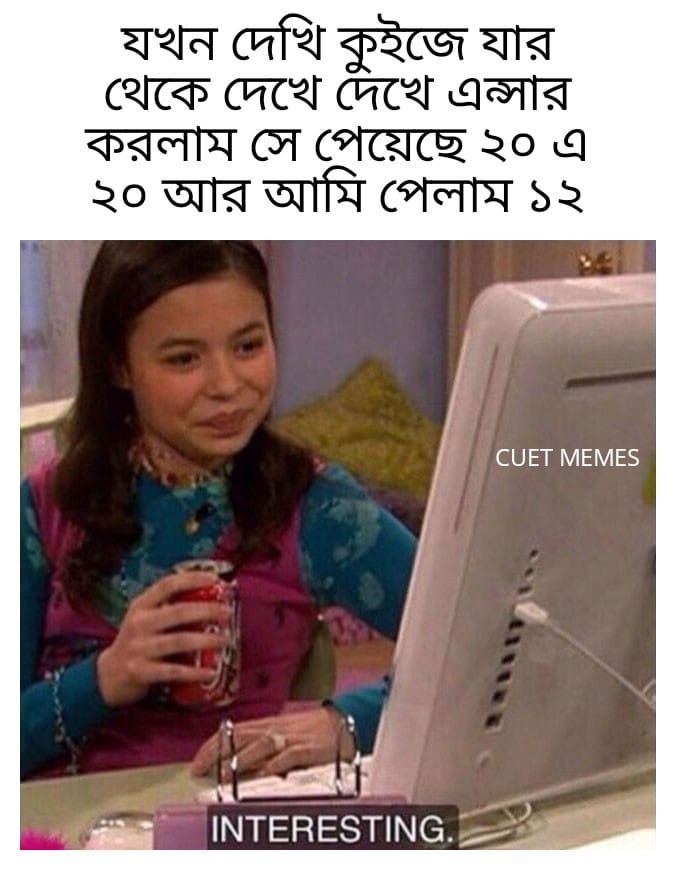 যখন দেখি কুইজে যার
থেকে দেখে দেখে এন্সার
করলাম সে পেয়েছে ২০ এ
২০ আর আমি পেলাম ১২
CUET MEMES
INTERESTING.